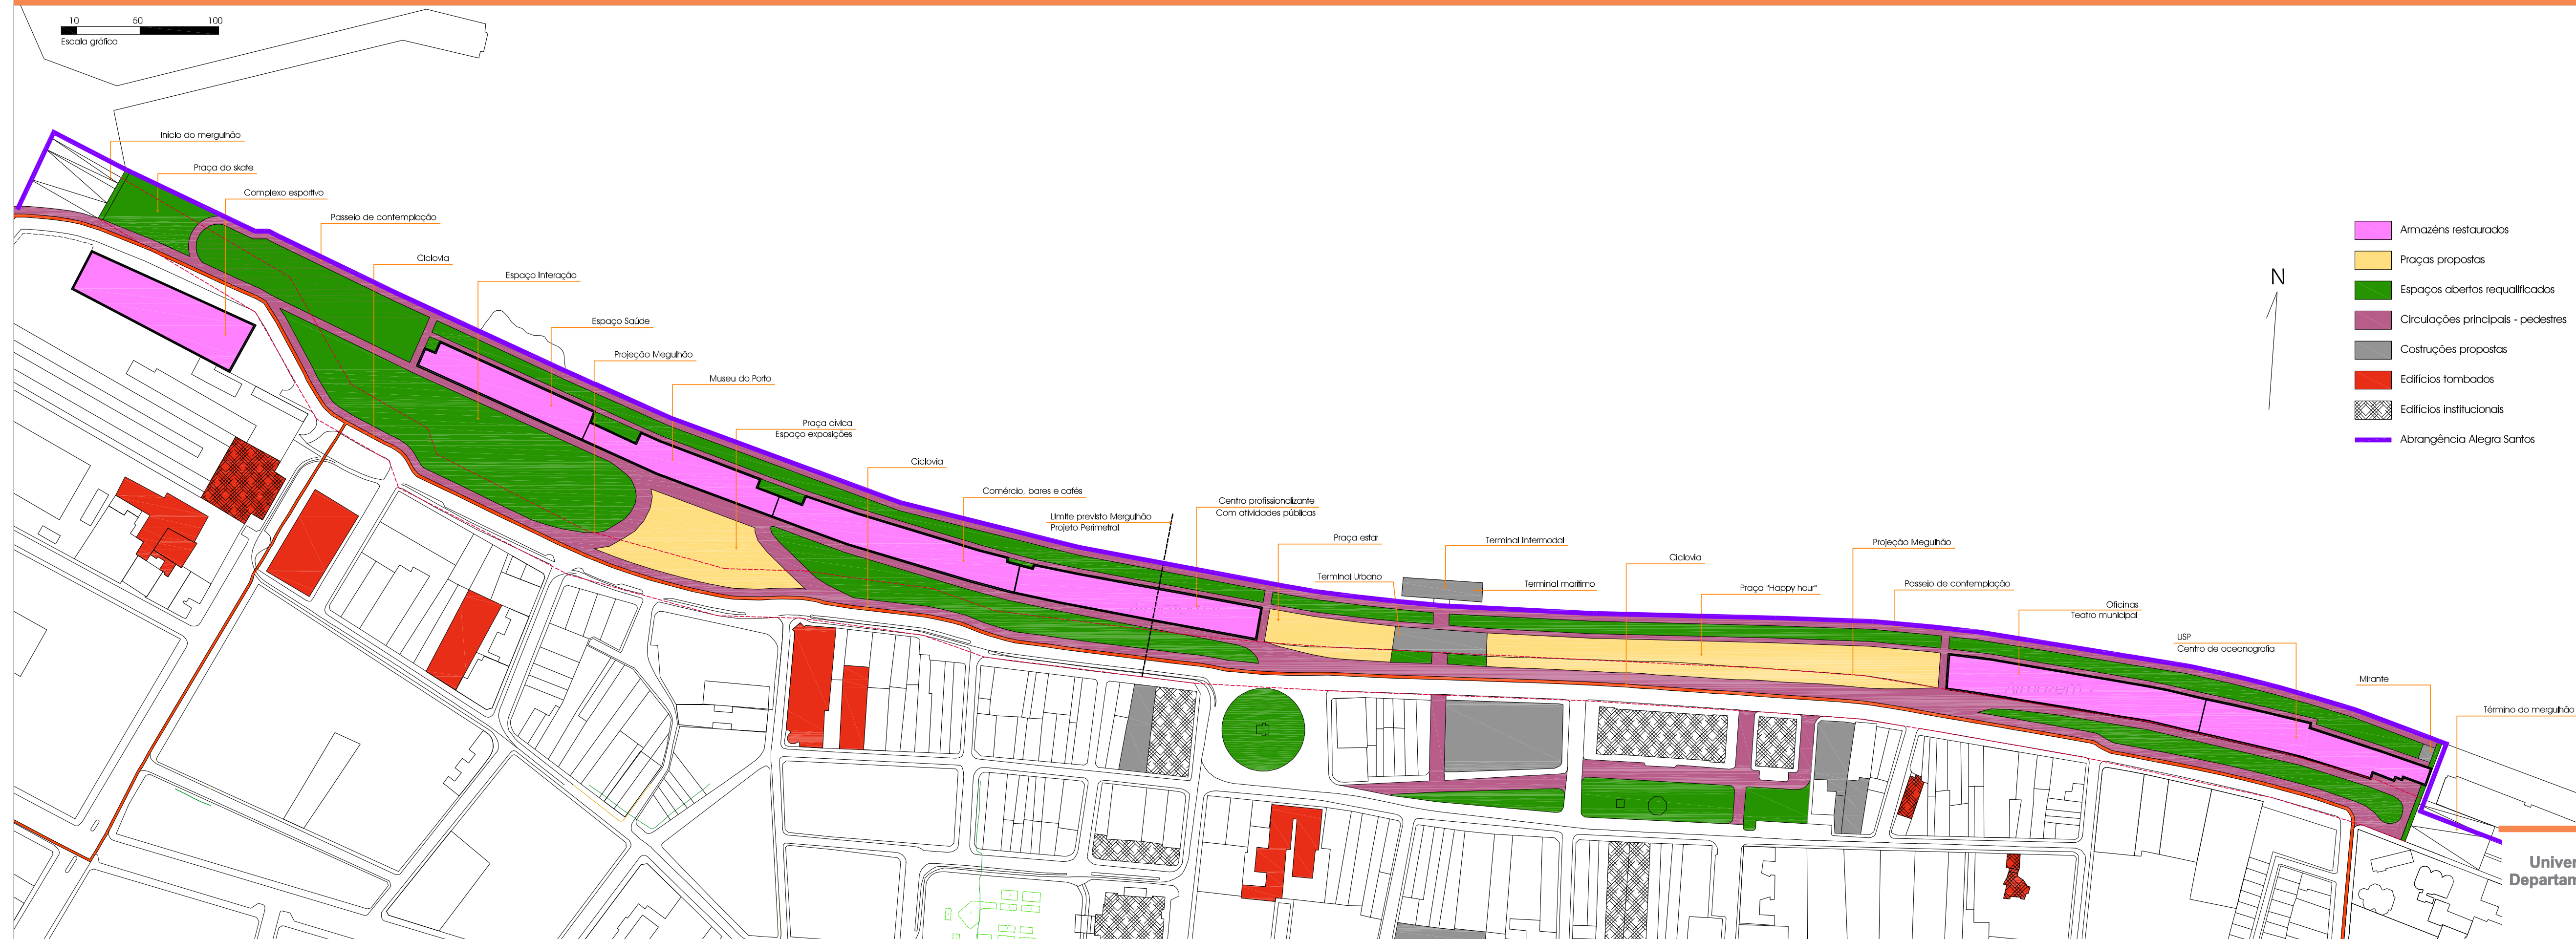 10 50 100
Escala gráfica
Início do mergulhão
Praça do skate
Complexo esportivo
Passeio de contemplação
Ciclovia
Espaço Interação
Espaço Saúde
Projeção Megulhão
Museu do Porto
Praça cívica
Espaço exposições
Ciclovia
Comércio, bares e cafés
Limite previsto Mergulhão
Projeto Perimetral
Centro profissionalizante
Com atividades públicas
Praça estar
Terminal Urbano
Terminal Intermodal
Terminal marítimo
Ciclovia
Praça "Happy hour"
Projeção Megulhão
Passeio de contemplação
Oficinas
Teatro municipal
Armazém 7
USP
Centro de oceanografia
Mirante
Término do mergulhão
N
Armazéns restaurados
Praças propostas
Espaços abertos requalificados
Circulações principais - pedestres
Costruções propostas
Edifícios tombados
Edifícios institucionais
Abrangência Alegra Santos
Univer
Departam